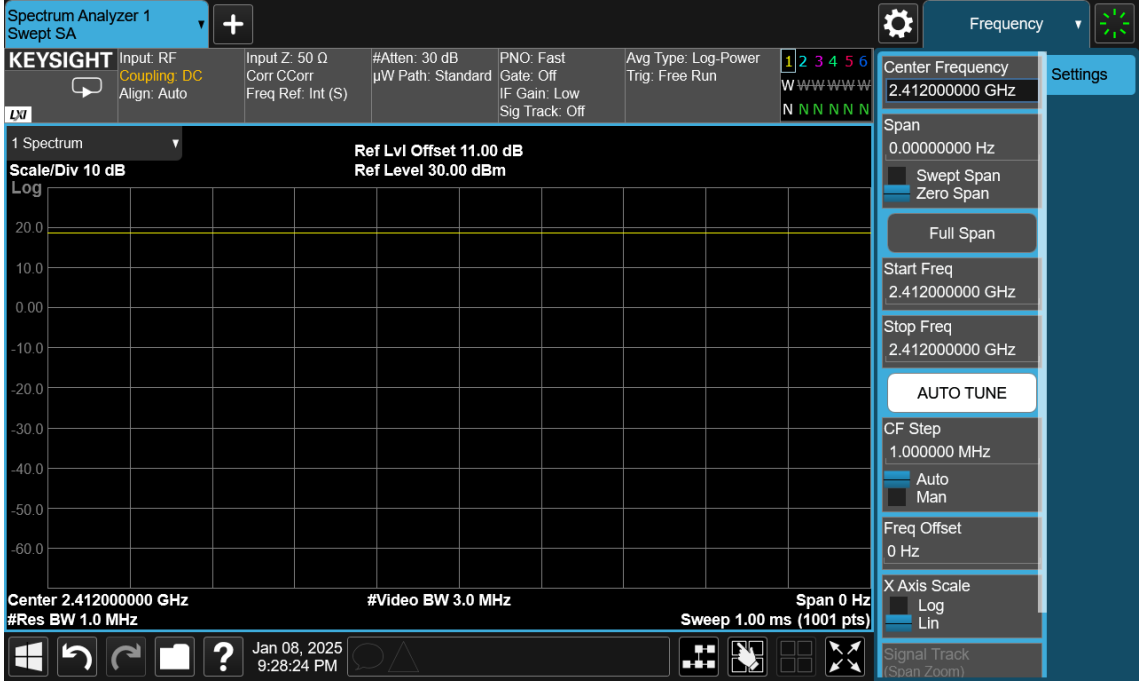 Spectrum Analyzer 1
Swept SA
Frequency
KEYSIGHT
LXI
Input: RF
Coupling: DC
Align: Auto
Input Z: 50 Ω
Corr CCorr
Freq Ref: Int (S)
#Atten: 30 dB
µW Path: Standard
PNO: Fast
Gate: Off
IF Gain: Low
Sig Track: Off
Avg Type: Log-Power
Trig: Free Run
1 2 3 4 5 6
W W W W W W
N N N N N N
1 Spectrum
Scale/Div 10 dB
Ref Lvl Offset 11.00 dB
Ref Level 30.00 dBm
Log
20.0
10.0
0.00
-10.0
-20.0
-30.0
-40.0
-50.0
-60.0
Center 2.412000000 GHz
#Video BW 3.0 MHz
Span 0 Hz
#Res BW 1.0 MHz
Sweep 1.00 ms (1001 pts)
?
Jan 08, 2025
9:28:24 PM
Center Frequency
2.412000000 GHz
Settings
Span
0.00000000 Hz
Swept Span
Zero Span
Full Span
Start Freq
2.412000000 GHz
Stop Freq
2.412000000 GHz
AUTO TUNE
CF Step
1.000000 MHz
Auto
Man
Freq Offset
0 Hz
X Axis Scale
Log
Lin
Signal Track
(Span Zoom)